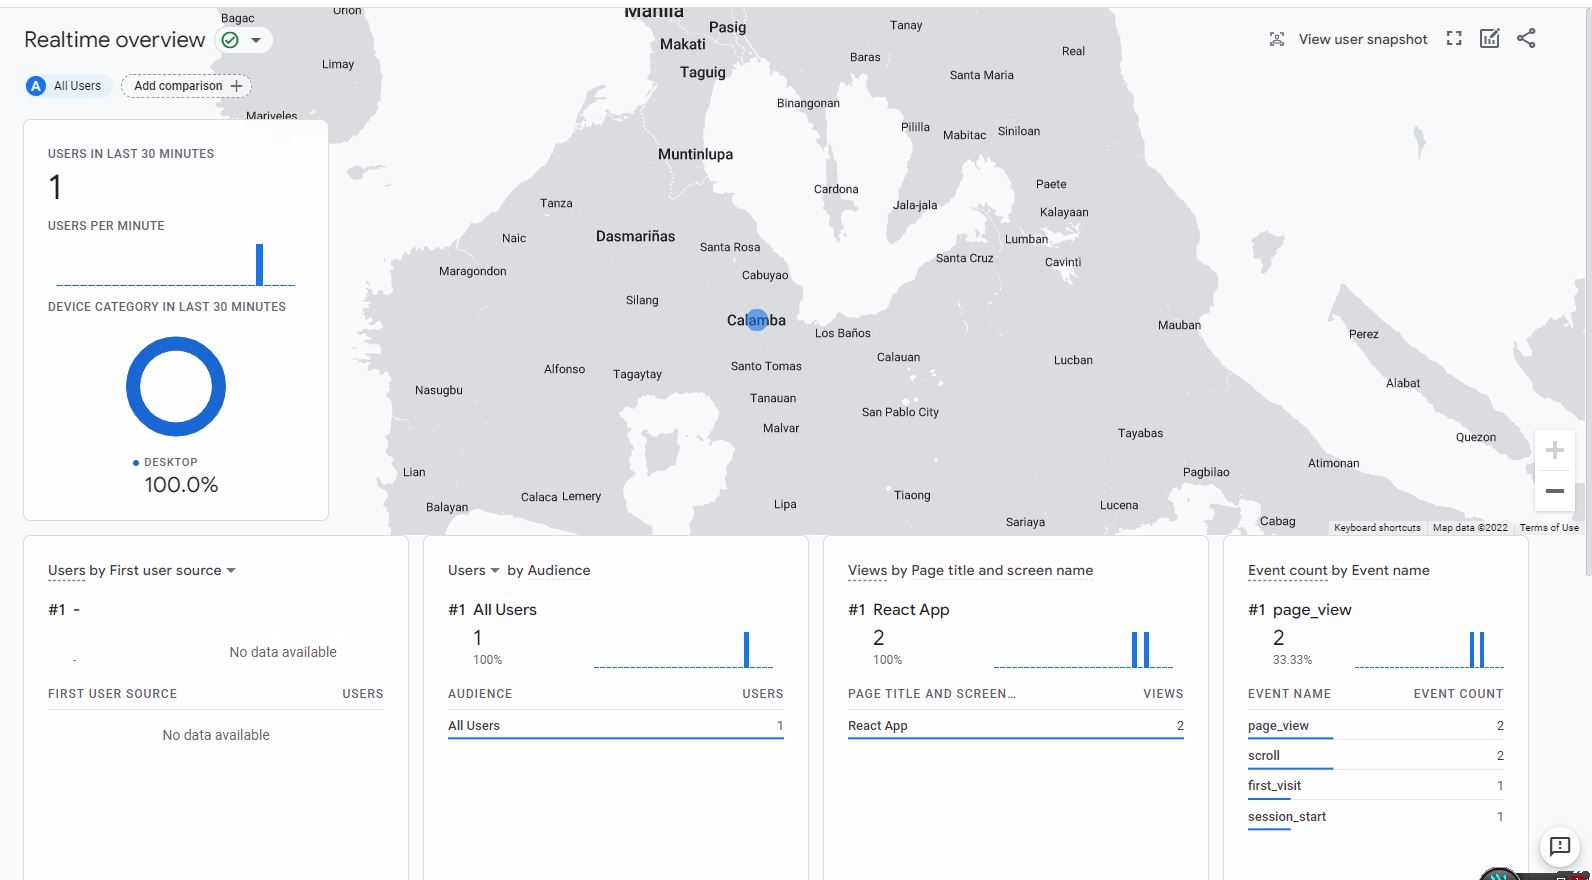 Realtime overview
View user snapshot
A All Users
Add comparison +
USERS IN LAST 30 MINUTES
1
USERS PER MINUTE
DEVICE CATEGORY IN LAST 30 MINUTES
DESKTOP
100.0%
Bagac
Orion
Manila
Pasig
Tanay
Makati
Real
Limay
Baras
Taguig
Santa Maria
Binangonan
Mariveles
Pililla
Mabitac
Siniloan
Muntinlupa
Cardona
Paete
Tanza
Jala-jala
Kalayaan
Naic
Dasmariñas
Santa Rosa
Lumban
Maragondon
Cabuyao
Santa Cruz
Cavinti
Silang
Calamba
Los Baños
Mauban
Perez
Alfonso
Tagaytay
Santo Tomas
Calauan
Lucban
Nasugbu
Tanauan
Alabat
San Pablo City
Malvar
Tayabas
Quezon
Lian
Pagbilao
Atimonan
Balayan
Calaca
Lemery
Lipa
Tiaong
Lucena
Sariaya
Cabag
Keyboard shortcuts
Map data ©2022
Terms of Use
Users by First user source
#1 -
-
No data available
FIRST USER SOURCE USERS
No data available
Users by Audience
#1 All Users
1
100%
AUDIENCE USERS
All Users 1
Views by Page title and screen name
#1 React App
2
100%
PAGE TITLE AND SCREEN… VIEWS
React App 2
Event count by Event name
#1 page_view
2
33.33%
EVENT NAME EVENT COUNT
page_view 2
scroll 2
first_visit 1
session_start 1